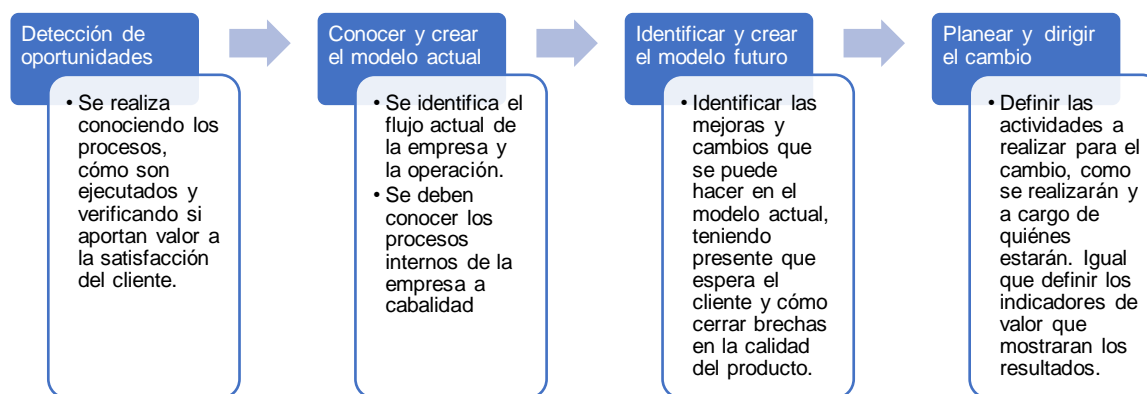 Detección de
oportunidades
• Se realiza
conociendo los
procesos,
cómo son
ejecutados y
verificando si
aportan valor a
la satisfacción
del cliente.
Conocer y crear
el modelo actual
• Se identifica el
flujo actual de
la empresa y
la operación.
• Se deben
conocer los
procesos
internos de la
empresa a
cabalidad
Identificar y crear
el modelo futuro
• Identificar las
mejoras y
cambios que
se puede
hacer en el
modelo actual,
teniendo
presente que
espera el
cliente y cómo
cerrar brechas
en la calidad
del producto.
Planear y dirigir
el cambio
• Definir las
actividades a
realizar para el
cambio, como
se realizarán y
a cargo de
quiénes
estarán. Igual
que definir los
indicadores de
valor que
mostraran los
resultados.